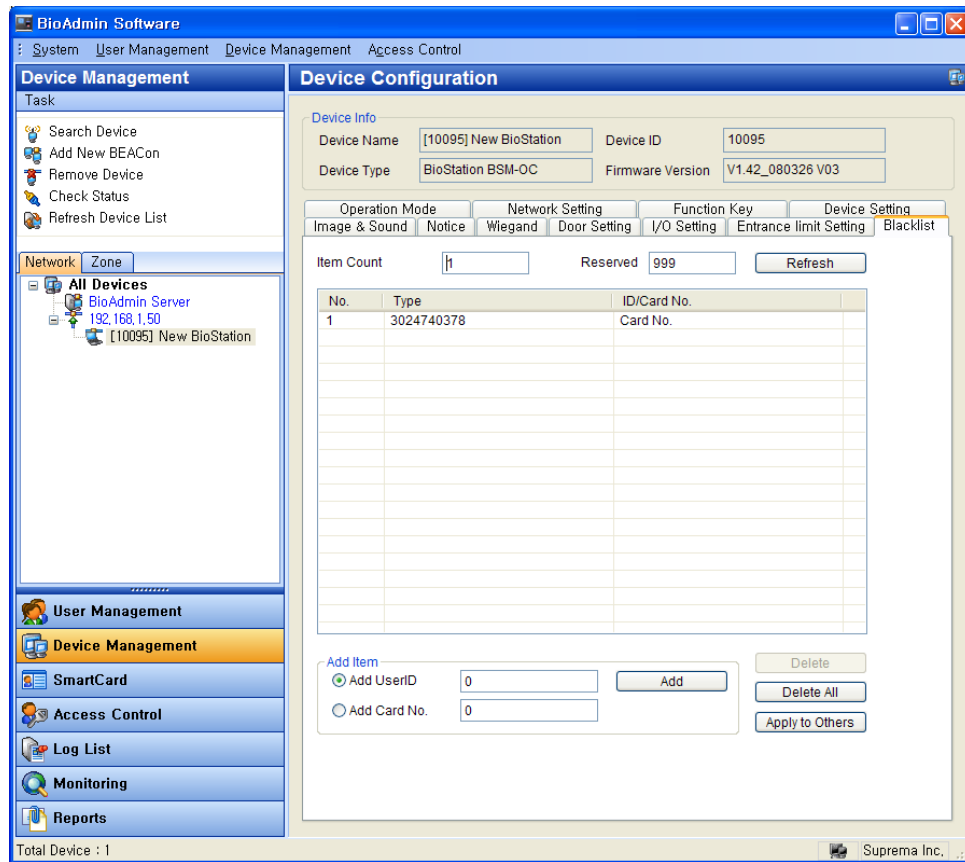 BioAdmin Software
System User Management Device Management Access Control
Device Management
Task
Search Device
Add New BEACon
Remove Device
Check Status
Refresh Device List
Network Zone
All Devices
BioAdmin Server
192,168,1,50
[10095] New BioStation
User Management
Device Management
SmartCard
Access Control
Log List
Monitoring
Reports
Device Configuration
Device Info
Device Name [10095] New BioStation Device ID 10095
Device Type BioStation BSM-OC Firmware Version V1.42_080326 V03
Operation Mode Network Setting Function Key Device Setting
Image & Sound Notice Wiegand Door Setting I/O Setting Entrance limit Setting Blacklist
Item Count 1 Reserved 999 Refresh
No. Type ID/Card No.
1 3024740378 Card No.
Add Item
Add UserID 0 Add
Add Card No. 0
Delete
Delete All
Apply to Others
Total Device : 1 Suprema Inc,